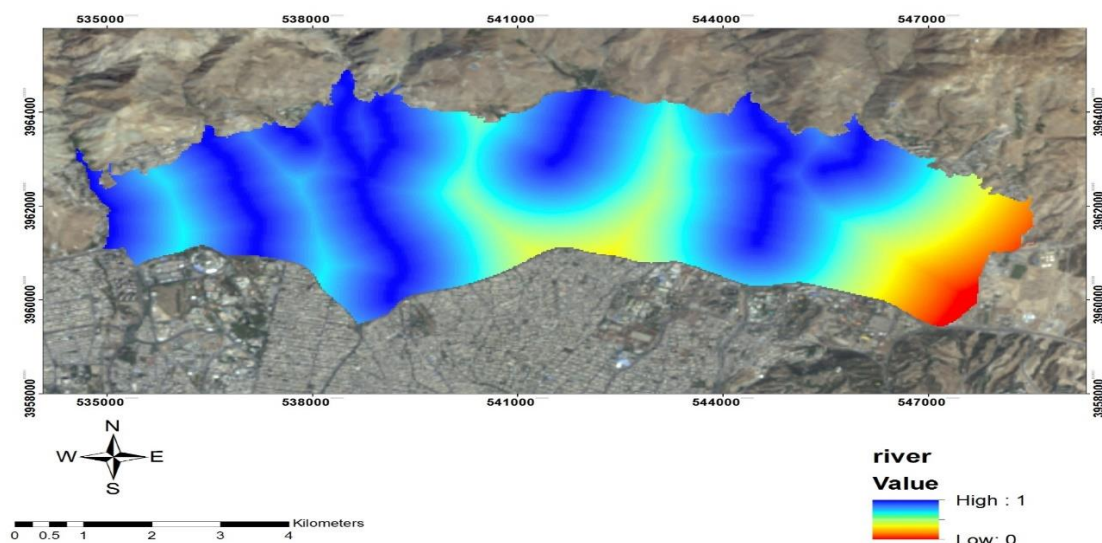 535000 538000 541000 544000 547000
3964000 3964000
3962000 3962000
3960000 3960000
3958000 3958000
535000 538000 541000 544000 547000
N
W E
S
river
Value
High : 1
Low: 0
Kilometers
0 0.5 1 2 3 4